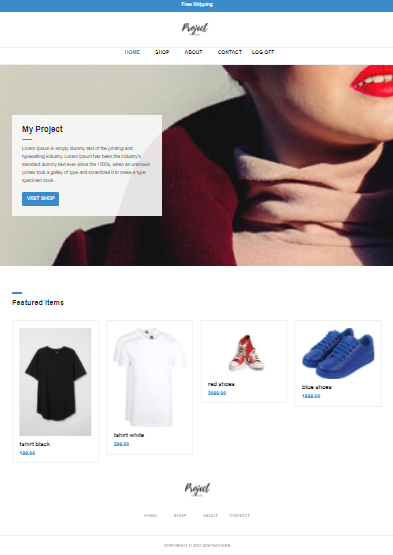 Free Shipping
Project
HOME SHOP ABOUT CONTACT LOG OFF
My Project
Lorem Ipsum is simply dummy text of the printing and
typesetting industry. Lorem Ipsum has been the industry's
standard dummy text ever since the 1500s, when an unknown
printer took a galley of type and scrambled it to make a type
specimen book.
VISIT SHOP
Featured Items
tshirt black
199.00
tshirt white
299.00
red shoes
2999.00
blue shoes
1999.00
Project
HOME SHOP ABOUT CONTACT
COPYRIGHT © 2021